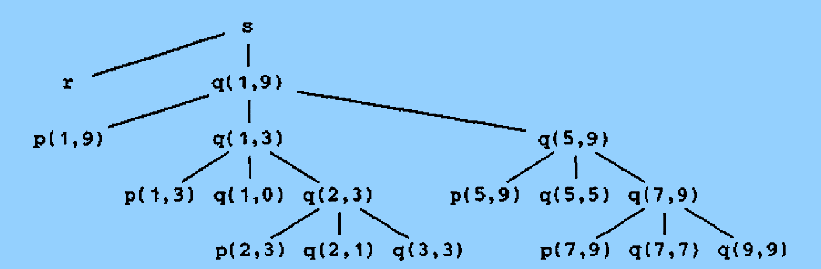 s
r q(1,9)
p(1,9) q(1,3) q(5,9)
p(1,3) q(1,0) q(2,3) p(5,9) q(5,5) q(7,9)
p(2,3) q(2,1) q(3,3) p(7,9) q(7,7) q(9,9)